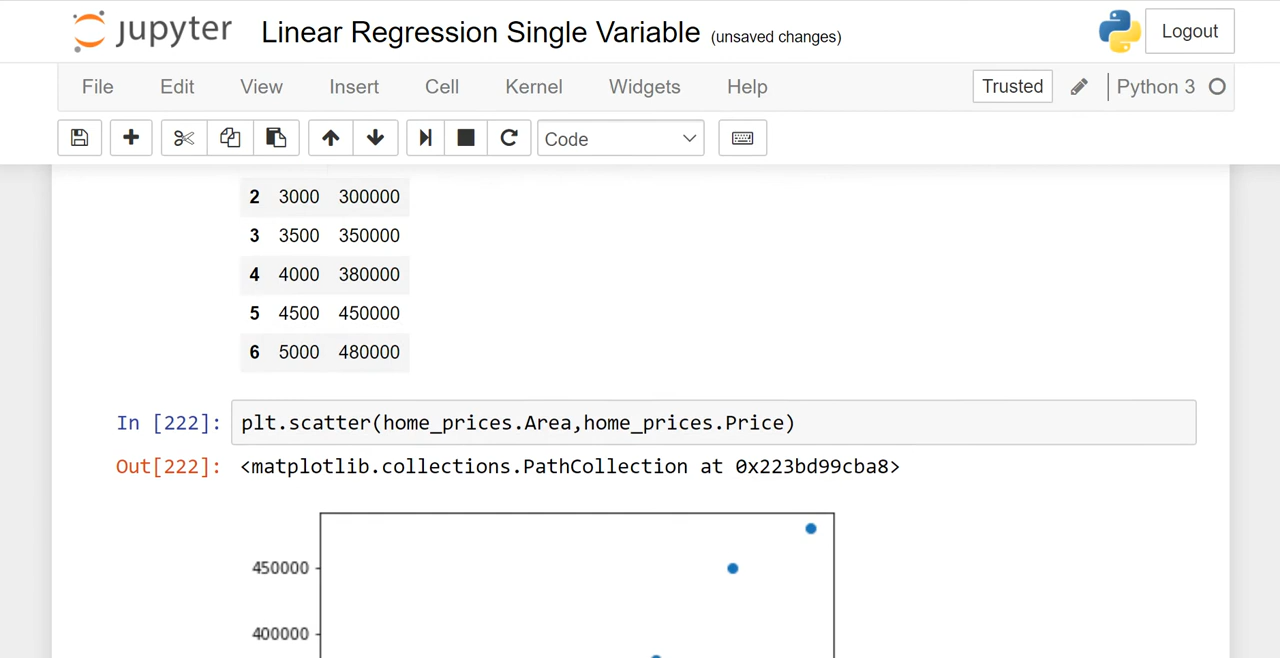 jupyter Linear Regression Single Variable (unsaved changes) Logout
File Edit View Insert Cell Kernel Widgets Help Trusted Python 3
Code
2 3000 300000
3 3500 350000
4 4000 380000
5 4500 450000
6 5000 480000
In [222]: plt.scatter(home_prices.Area,home_prices.Price)
Out[222]: <matplotlib.collections.PathCollection at 0x223bd99cba8>
450000
400000